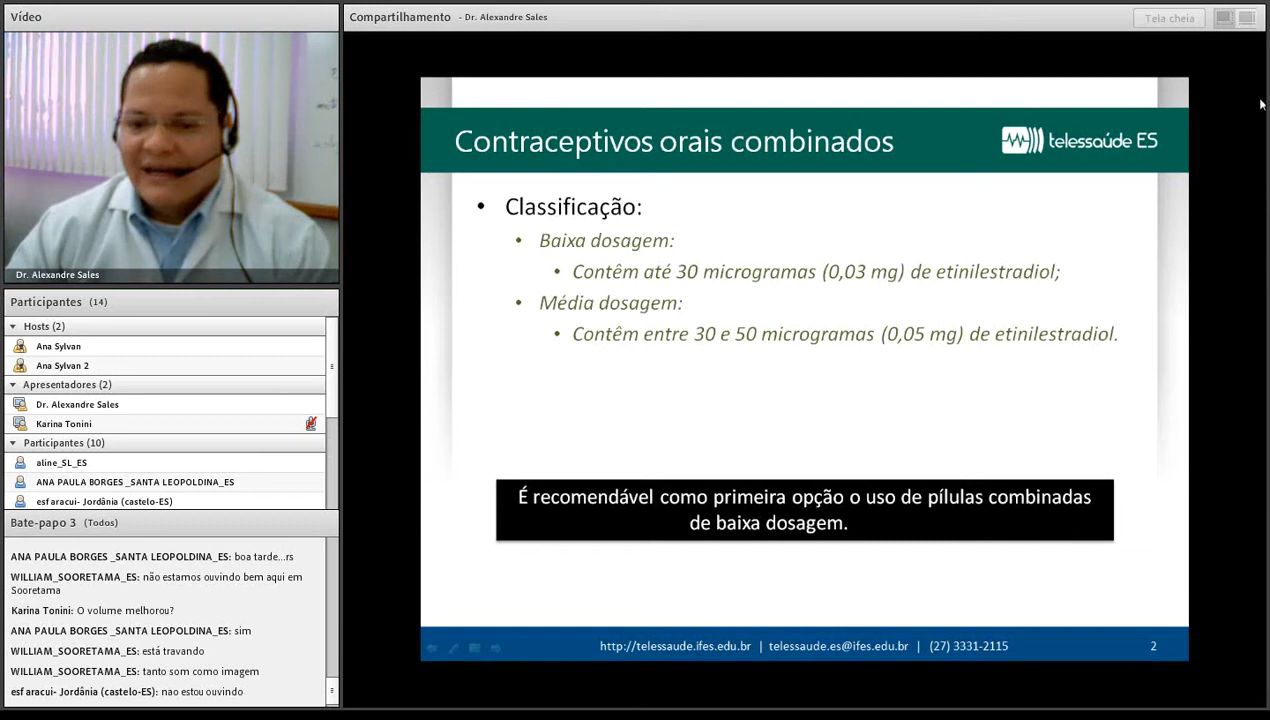 Vídeo
Dr. Alexandre Sales
Participantes (14)
Hosts (2)
Ana Sylvan
Ana Sylvan 2
Apresentadores (2)
Dr. Alexandre Sales
Karina Tonini
Participantes (10)
aline_SL_ES
ANA PAULA BORGES _SANTA LEOPOLDINA_ES
esf aracui- Jordânia (castelo-ES)
Bate-papo 3 (Todos)
ANA PAULA BORGES _SANTA LEOPOLDINA_ES: boa tarde...rs
WILLIAM_SOORETAMA_ES: não estamos ouvindo bem aqui em
Sooretama
Karina Tonini: O volume melhorou?
ANA PAULA BORGES _SANTA LEOPOLDINA_ES: sim
WILLIAM_SOORETAMA_ES: está travando
WILLIAM_SOORETAMA_ES: tanto som como imagem
esf aracui- Jordânia (castelo-ES): nao estou ouvindo
Compartilhamento - Dr. Alexandre Sales
Tela cheia
Contraceptivos orais combinados
telessaúde ES
• Classificação:
• Baixa dosagem:
• Contêm até 30 microgramas (0,03 mg) de etinilestradiol;
• Média dosagem:
• Contêm entre 30 e 50 microgramas (0,05 mg) de etinilestradiol.
É recomendável como primeira opção o uso de pílulas combinadas
de baixa dosagem.
http://telessaude.ifes.edu.br | telessaude.es@ifes.edu.br | (27) 3331-2115
2